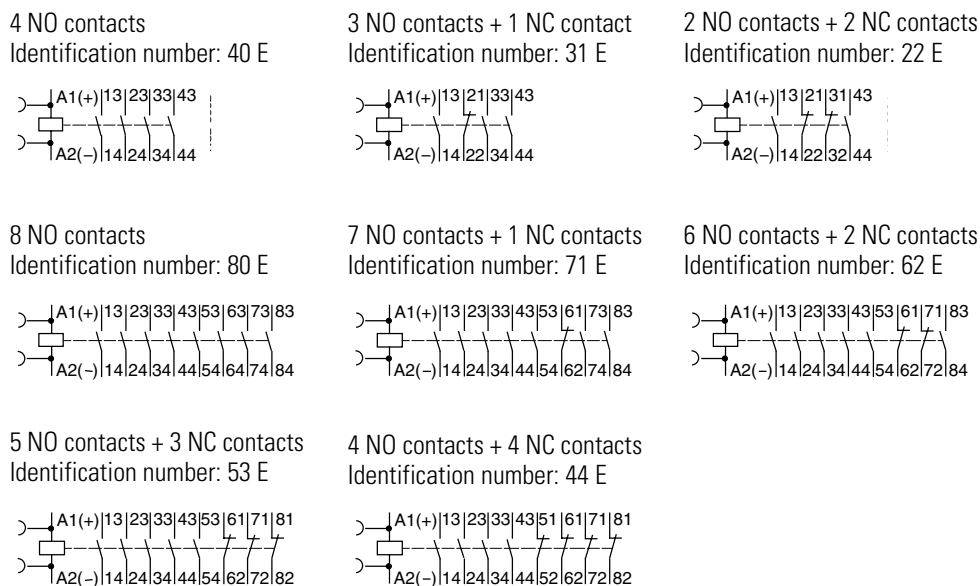 4 NO contacts
Identification number: 40 E
A1(+) 13 23 33 43
A2(−) 14 24 34 44
3 NO contacts + 1 NC contact
Identification number: 31 E
A1(+) 13 21 33 43
A2(−) 14 22 34 44
2 NO contacts + 2 NC contacts
Identification number: 22 E
A1(+) 13 21 31 43
A2(−) 14 22 32 44
8 NO contacts
Identification number: 80 E
A1(+) 13 23 33 43 53 63 73 83
A2(−) 14 24 34 44 54 64 74 84
7 NO contacts + 1 NC contacts
Identification number: 71 E
A1(+) 13 23 33 43 53 61 73 83
A2(−) 14 24 34 44 54 62 74 84
6 NO contacts + 2 NC contacts
Identification number: 62 E
A1(+) 13 23 33 43 53 61 71 83
A2(−) 14 24 34 44 54 62 72 84
5 NO contacts + 3 NC contacts
Identification number: 53 E
A1(+) 13 23 33 43 53 61 71 81
A2(−) 14 24 34 44 54 62 72 82
4 NO contacts + 4 NC contacts
Identification number: 44 E
A1(+) 13 23 33 43 51 61 71 81
A2(−) 14 24 34 44 52 62 72 82